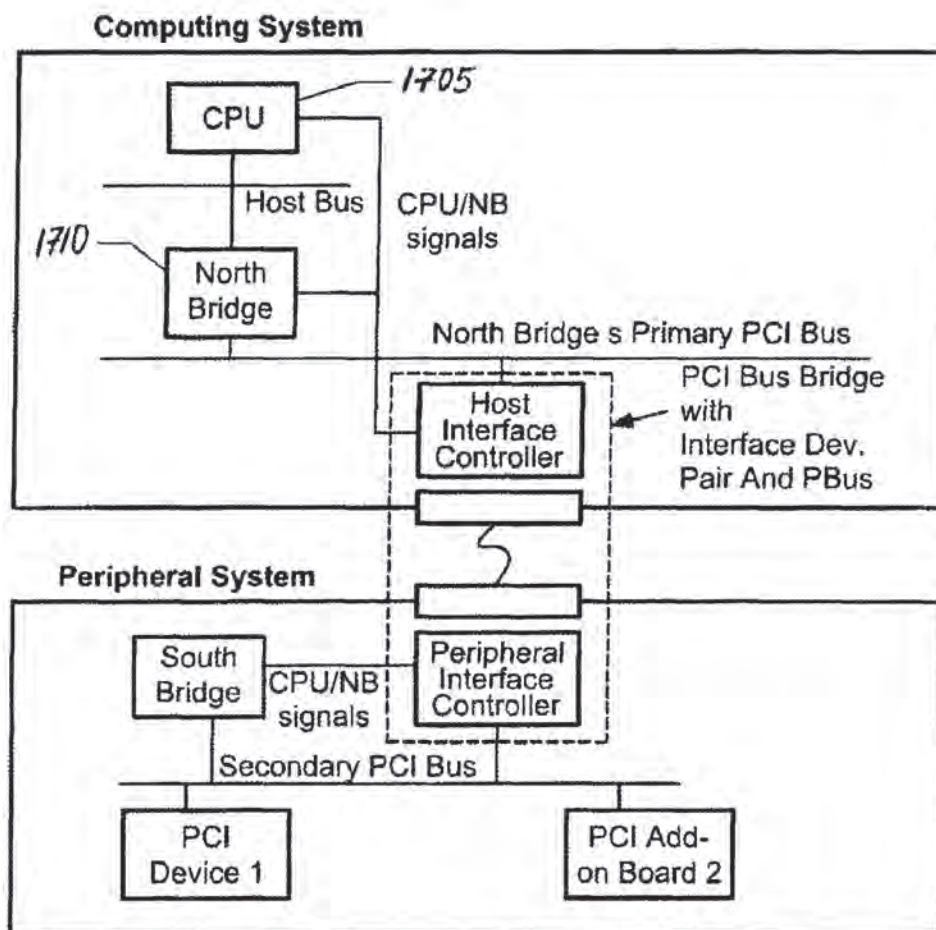 Computing System
1705
CPU
Host Bus
CPU/NB
signals
1710
North
Bridge
North Bridge s Primary PCI Bus
PCI Bus Bridge
with
Interface Dev.
Pair And PBus
Host
Interface
Controller
Peripheral System
South
Bridge
CPU/NB
signals
Peripheral
Interface
Controller
Secondary PCI Bus
PCI
Device 1
PCI Add-
on Board 2